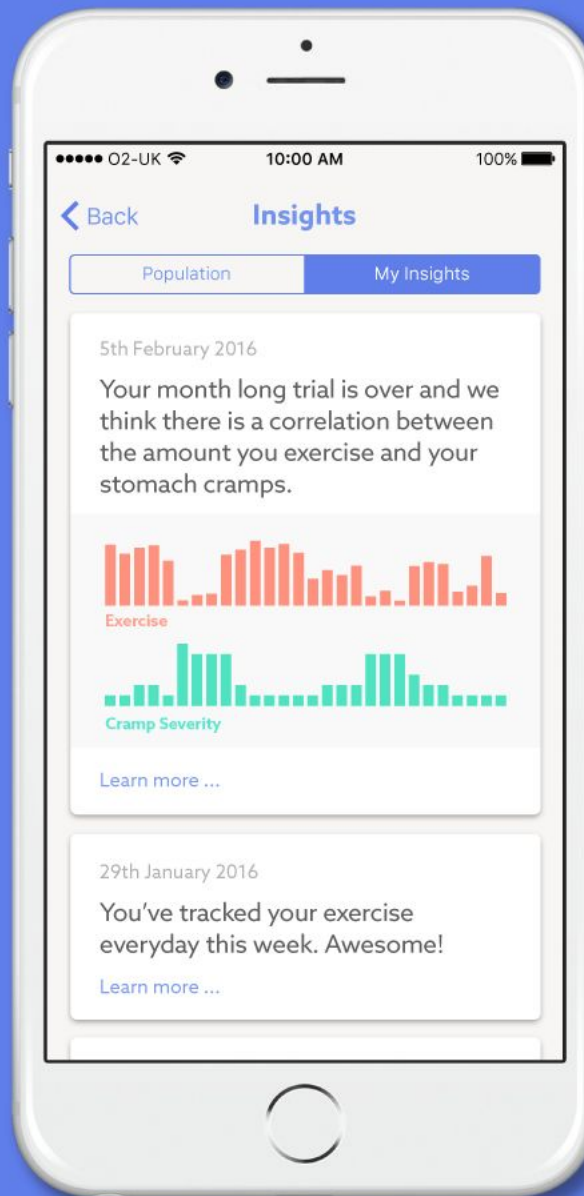 O2-UK 10:00 AM 100%
Back Insights
Population My Insights
5th February 2016
Your month long trial is over and we
think there is a correlation between
the amount you exercise and your
stomach cramps.
Exercise
Cramp Severity
Learn more ...
29th January 2016
You've tracked your exercise
everyday this week. Awesome!
Learn more ...